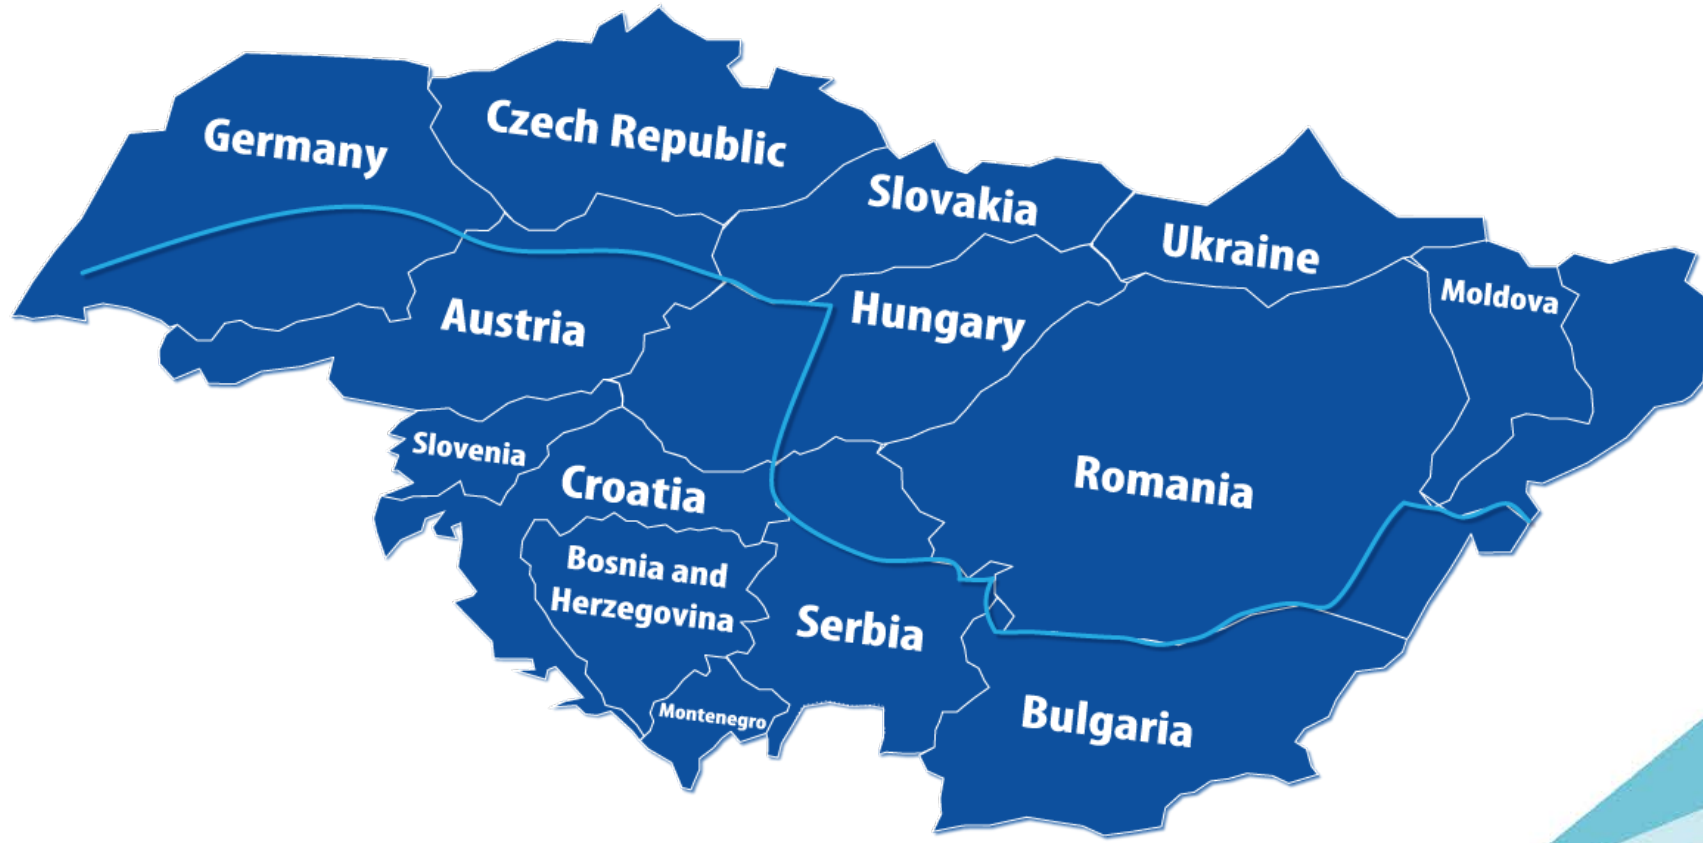 Germany
Czech Republic
Slovakia
Ukraine
Moldova
Austria
Hungary
Slovenia
Croatia
Romania
Bosnia and
Herzegovina
Serbia
Montenegro
Bulgaria